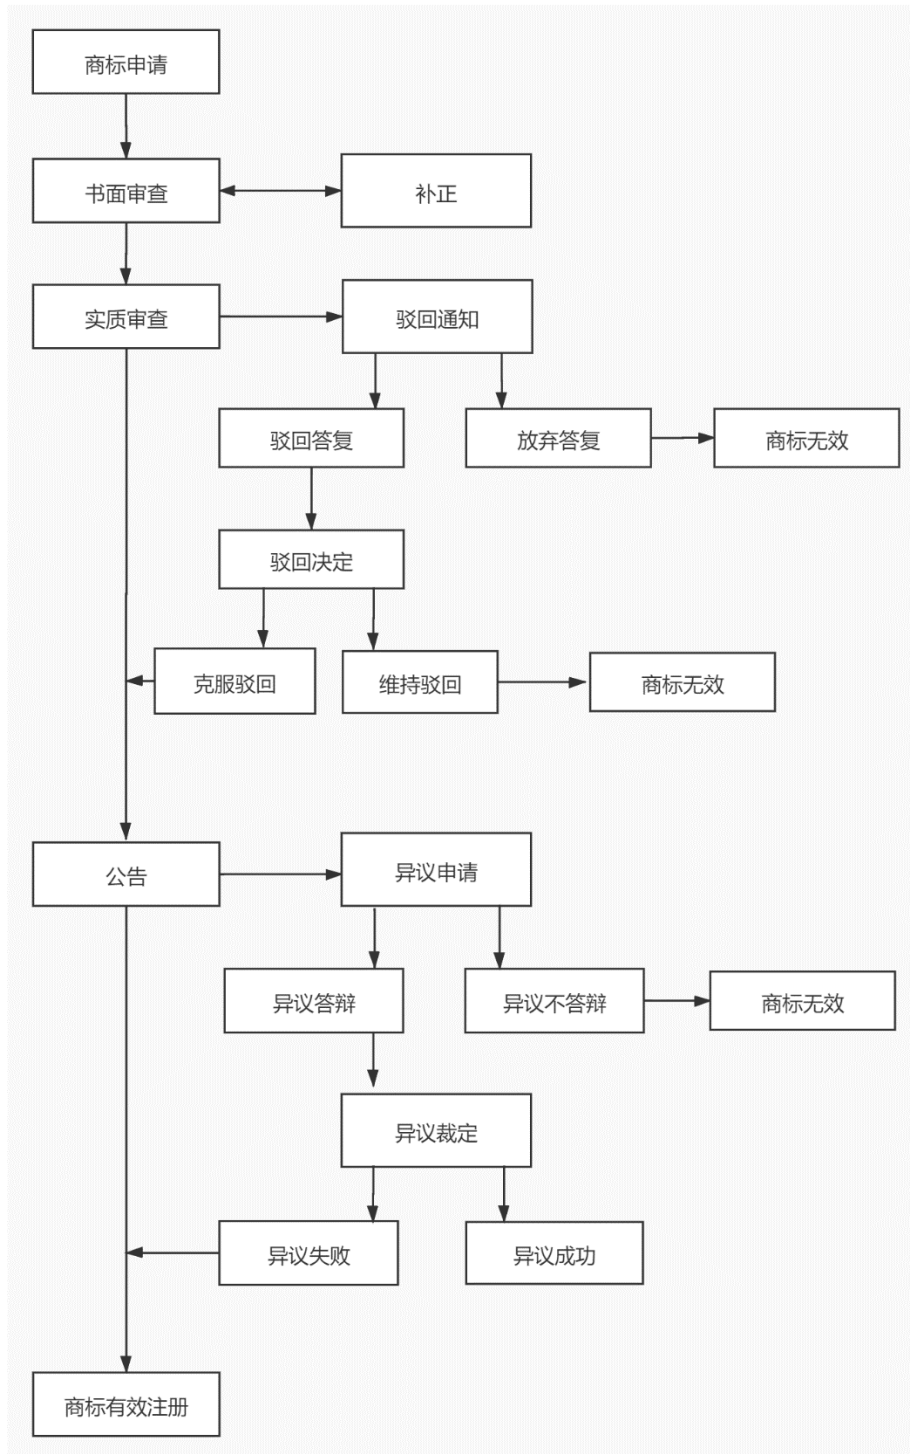 商标申请
书面审查
补正
实质审查
驳回通知
驳回答复
放弃答复
商标无效
驳回决定
克服驳回
维持驳回
商标无效
公告
异议申请
异议答辩
异议不答辩
商标无效
异议裁定
异议失败
异议成功
商标有效注册